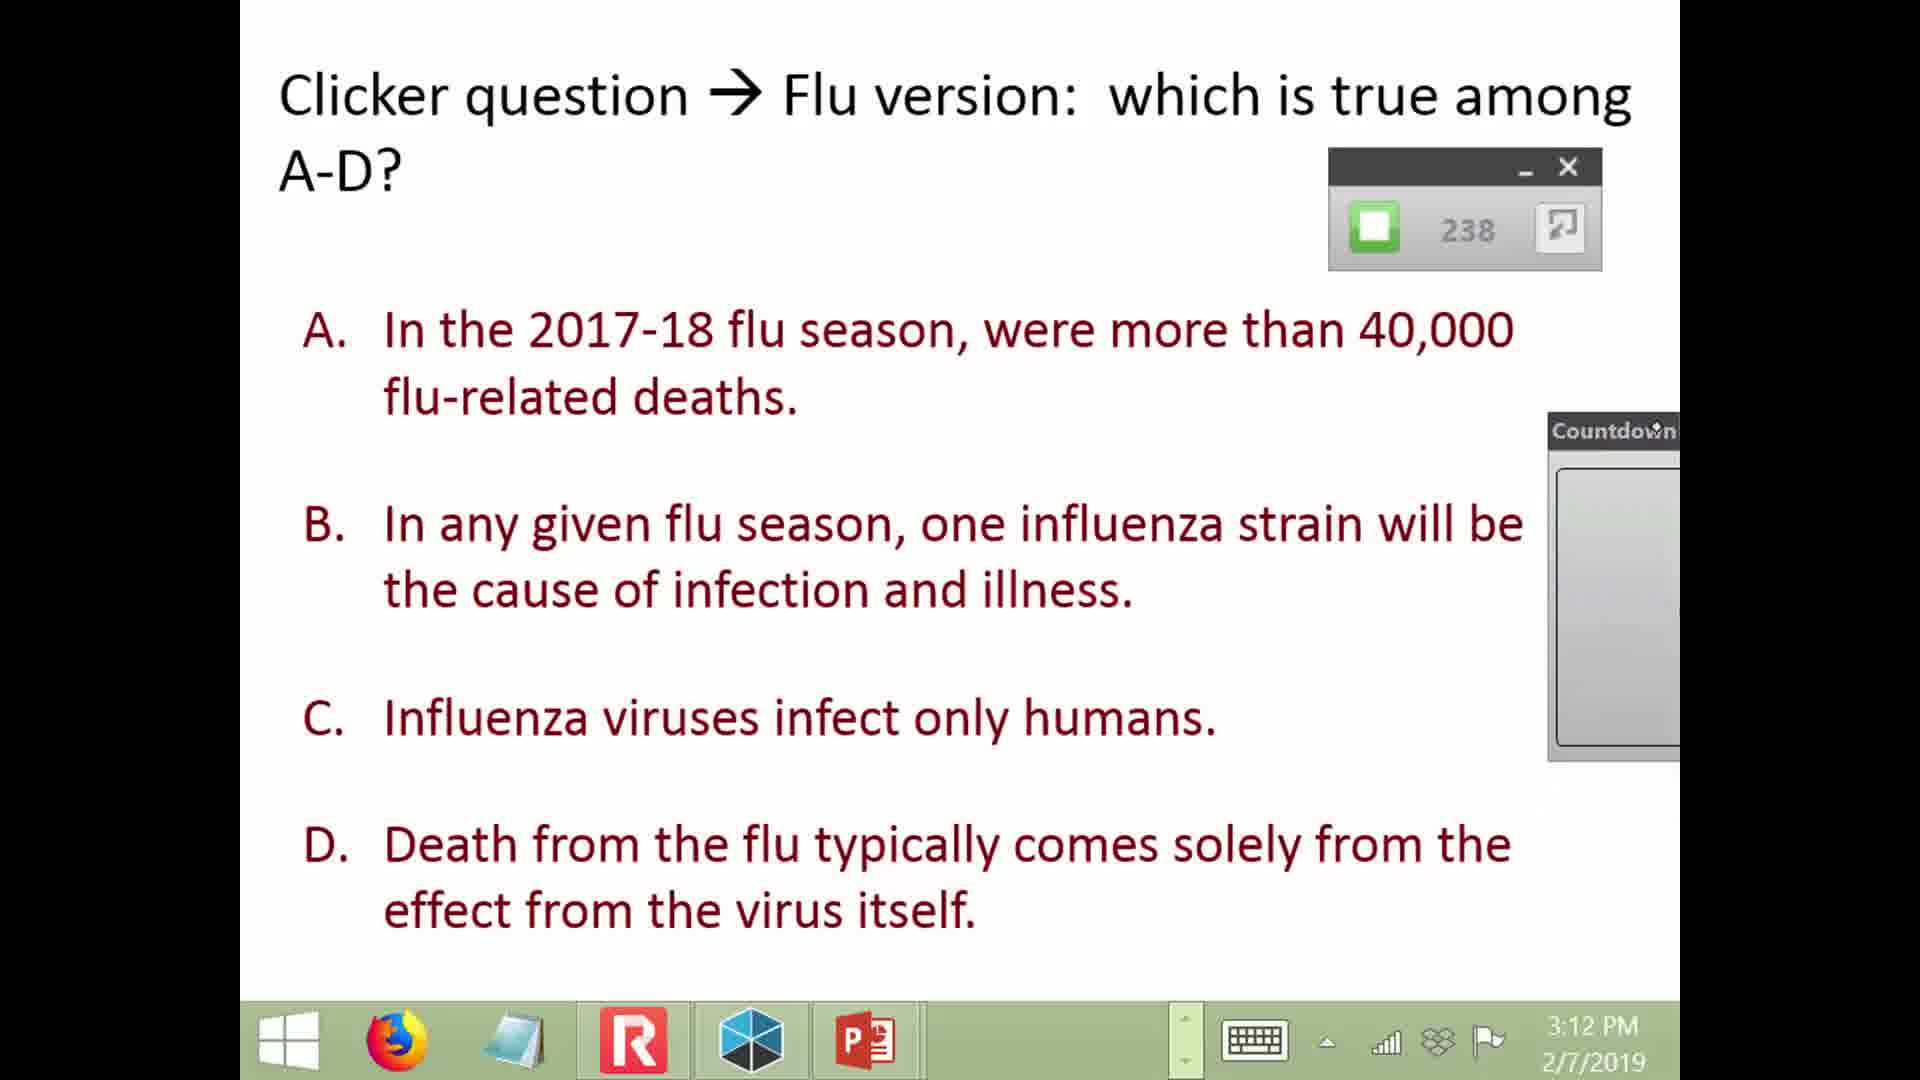 Clicker question → Flu version: which is true among
A-D?
238
A. In the 2017-18 flu season, were more than 40,000
flu-related deaths.
Countdown
B. In any given flu season, one influenza strain will be
the cause of infection and illness.
C. Influenza viruses infect only humans.
D. Death from the flu typically comes solely from the
effect from the virus itself.
3:12 PM
2/7/2019